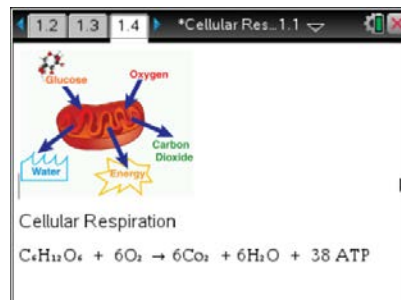 1.2 1.3 1.4 *Cellular Res...1.1
Glucose
Oxygen
Carbon
Dioxide
Water
Energy
Cellular Respiration
C₆H₁₂O₆ + 6O₂ → 6Co₂ + 6H₂O + 38 ATP